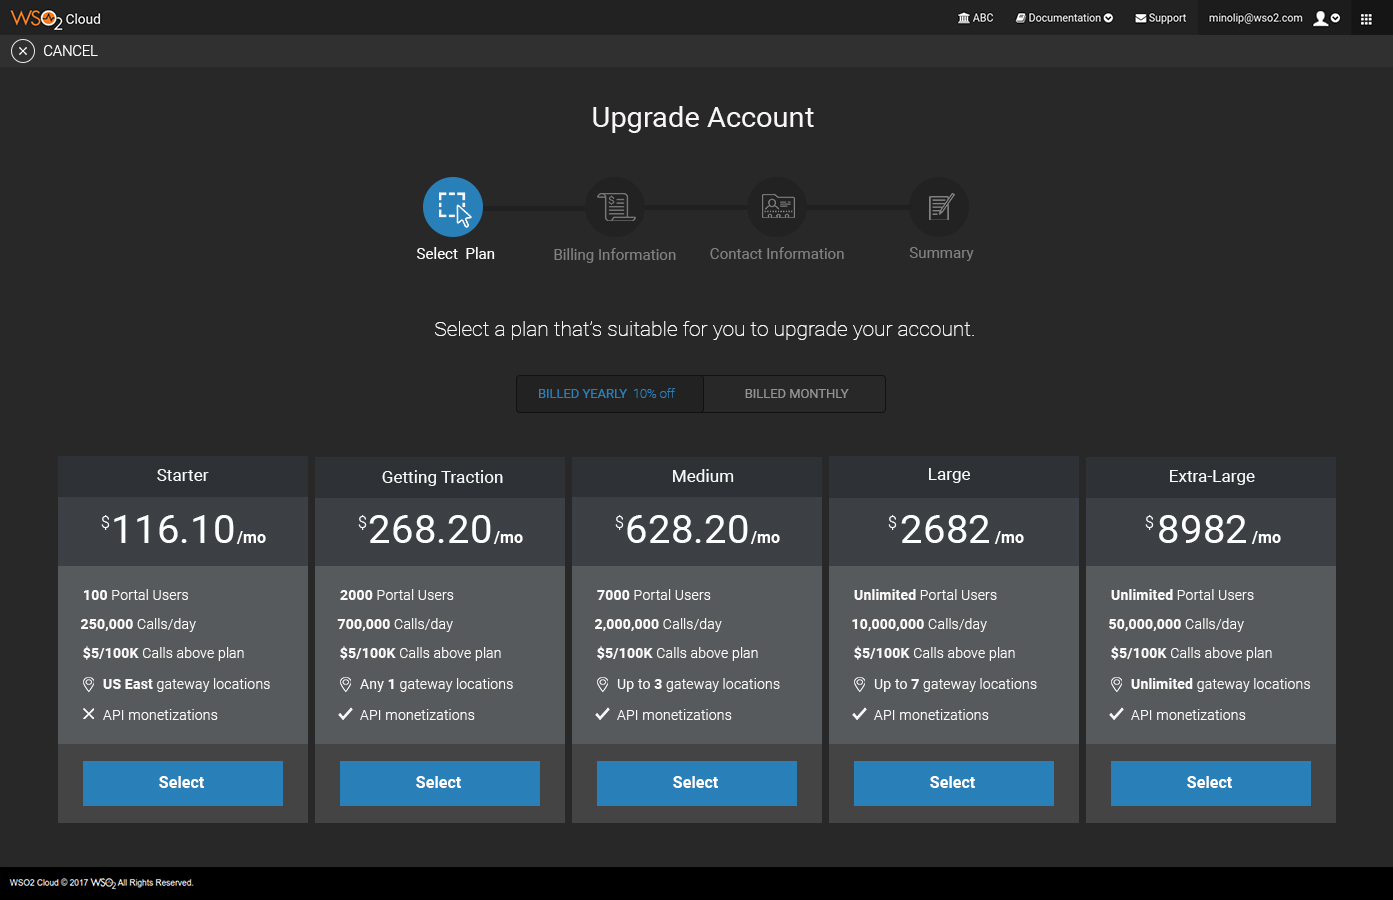 WSO2 Cloud
ABC
Documentation
Support
minolip@wso2.com
CANCEL
Upgrade Account
Select Plan
Billing Information
Contact Information
Summary
Select a plan that's suitable for you to upgrade your account.
BILLED YEARLY 10% off
BILLED MONTHLY
Starter
$116.10/mo
100 Portal Users
250,000 Calls/day
$5/100K Calls above plan
US East gateway locations
API monetizations
Select
Getting Traction
$268.20/mo
2000 Portal Users
700,000 Calls/day
$5/100K Calls above plan
Any 1 gateway locations
API monetizations
Select
Medium
$628.20/mo
7000 Portal Users
2,000,000 Calls/day
$5/100K Calls above plan
Up to 3 gateway locations
API monetizations
Select
Large
$2682 /mo
Unlimited Portal Users
10,000,000 Calls/day
$5/100K Calls above plan
Up to 7 gateway locations
API monetizations
Select
Extra-Large
$8982 /mo
Unlimited Portal Users
50,000,000 Calls/day
$5/100K Calls above plan
Unlimited gateway locations
API monetizations
Select
WSO2 Cloud © 2017 WSO2 All Rights Reserved.